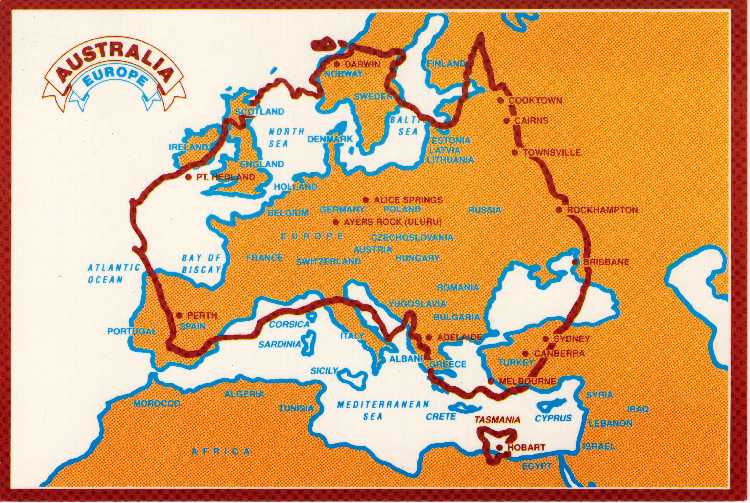 AUSTRALIA
EUROPE
DARWIN
NORWAY
FINLAND
SWEDEN
COOKTOWN
SCOTLAND
CAIRNS
NORTH
SEA
DENMARK
BALTIC
SEA
IRELAND
ESTONIA
LATVIA
LITHUANIA
TOWNSVILLE
ENGLAND
PT. HEDLAND
HOLLAND
ALICE SPRINGS
BELGIUM
GERMANY
POLAND
RUSSIA
ROCKHAMPTON
AYERS ROCK (ULURU)
EUROPE
CZECHOSLOVAKIA
AUSTRIA
FRANCE
SWITZERLAND
HUNGARY
BAY OF
BISCAY
BRISBANE
ATLANTIC
OCEAN
ROMANIA
YUGOSLAVIA
PERTH
SPAIN
PORTUGAL
CORSICA
BULGARIA
SARDINIA
ITALY
ADELAIDE
SYDNEY
CANBERRA
ALBANI
GREECE
TURKEY
SICILY
MELBOURNE
MOROCCO
ALGERIA
TUNISIA
MEDITERRANEAN
SEA
CRETE
TASMANIA
CYPRUS
SYRIA
IRAQ
LEBANON
HOBART
ISRAEL
AFRICA
EGYPT